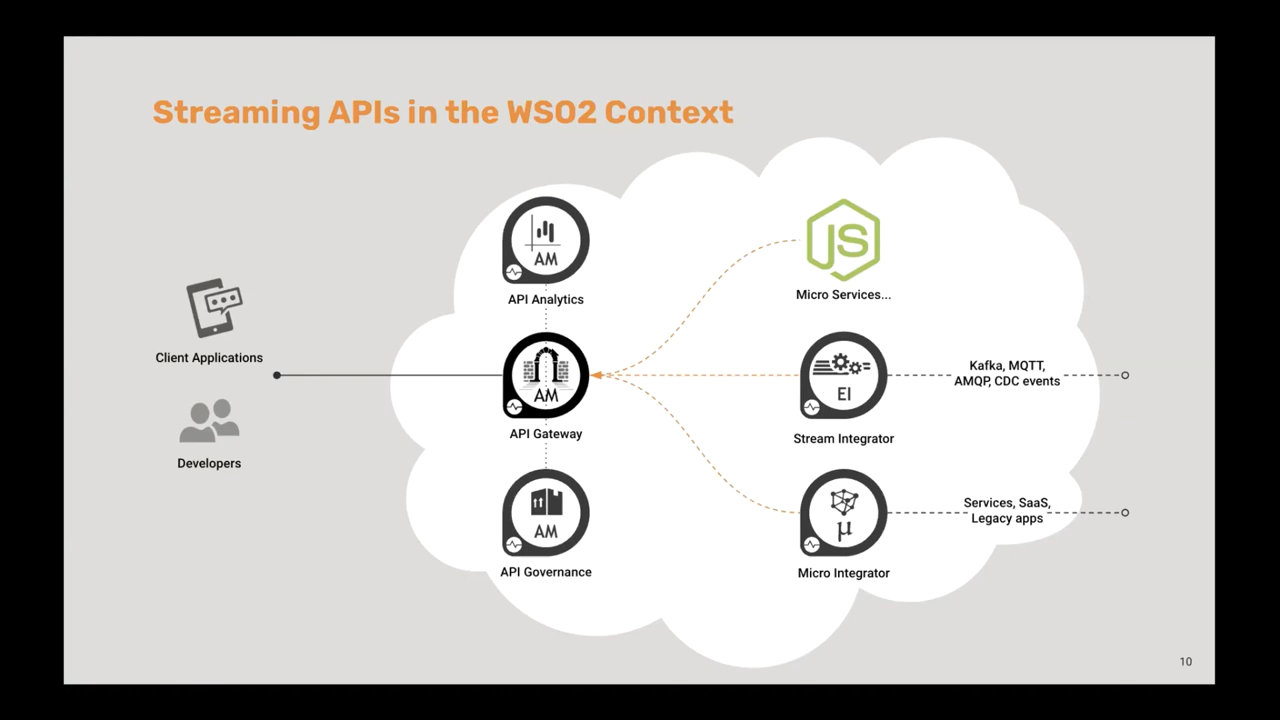 Streaming APIs in the WSO2 Context
AM
API Analytics
Client Applications
Developers
AM
API Gateway
AM
API Governance
JS
Micro Services...
EI
Stream Integrator
Kafka, MQTT,
AMQP, CDC events
µ
Micro Integrator
Services, SaaS,
Legacy apps
10